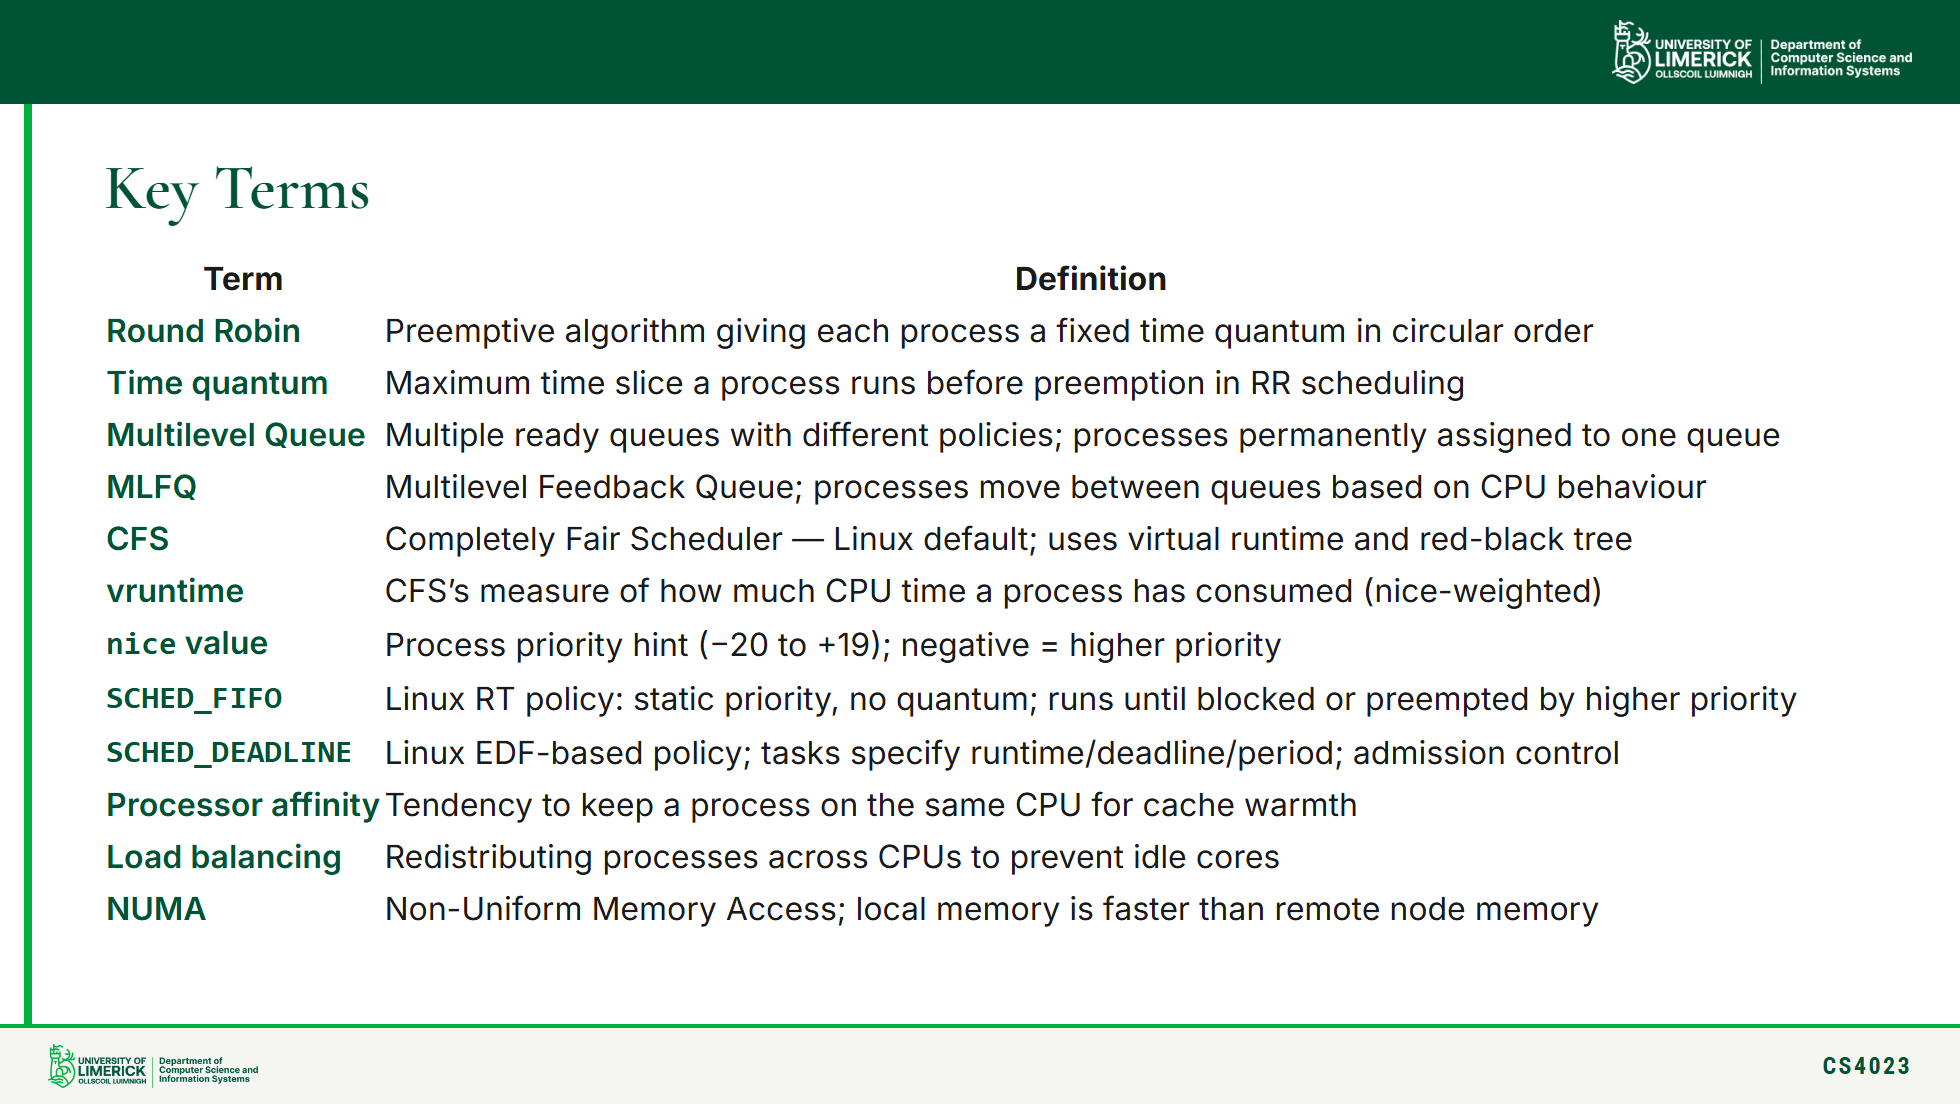 UNIVERSITY OF
LIMERICK
OLLSCOIL LUIMNIGH
Department of
Computer Science and
Information Systems
Key Terms
Term Definition
Round Robin Preemptive algorithm giving each process a fixed time quantum in circular order
Time quantum Maximum time slice a process runs before preemption in RR scheduling
Multilevel Queue Multiple ready queues with different policies; processes permanently assigned to one queue
MLFQ Multilevel Feedback Queue; processes move between queues based on CPU behaviour
CFS Completely Fair Scheduler — Linux default; uses virtual runtime and red-black tree
vruntime CFS’s measure of how much CPU time a process has consumed (nice-weighted)
nice value Process priority hint (−20 to +19); negative = higher priority
SCHED_FIFO Linux RT policy: static priority, no quantum; runs until blocked or preempted by higher priority
SCHED_DEADLINE Linux EDF-based policy; tasks specify runtime/deadline/period; admission control
Processor affinity Tendency to keep a process on the same CPU for cache warmth
Load balancing Redistributing processes across CPUs to prevent idle cores
NUMA Non-Uniform Memory Access; local memory is faster than remote node memory
UNIVERSITY OF
LIMERICK
OLLSCOIL LUIMNIGH
Department of
Computer Science and
Information Systems
CS4023